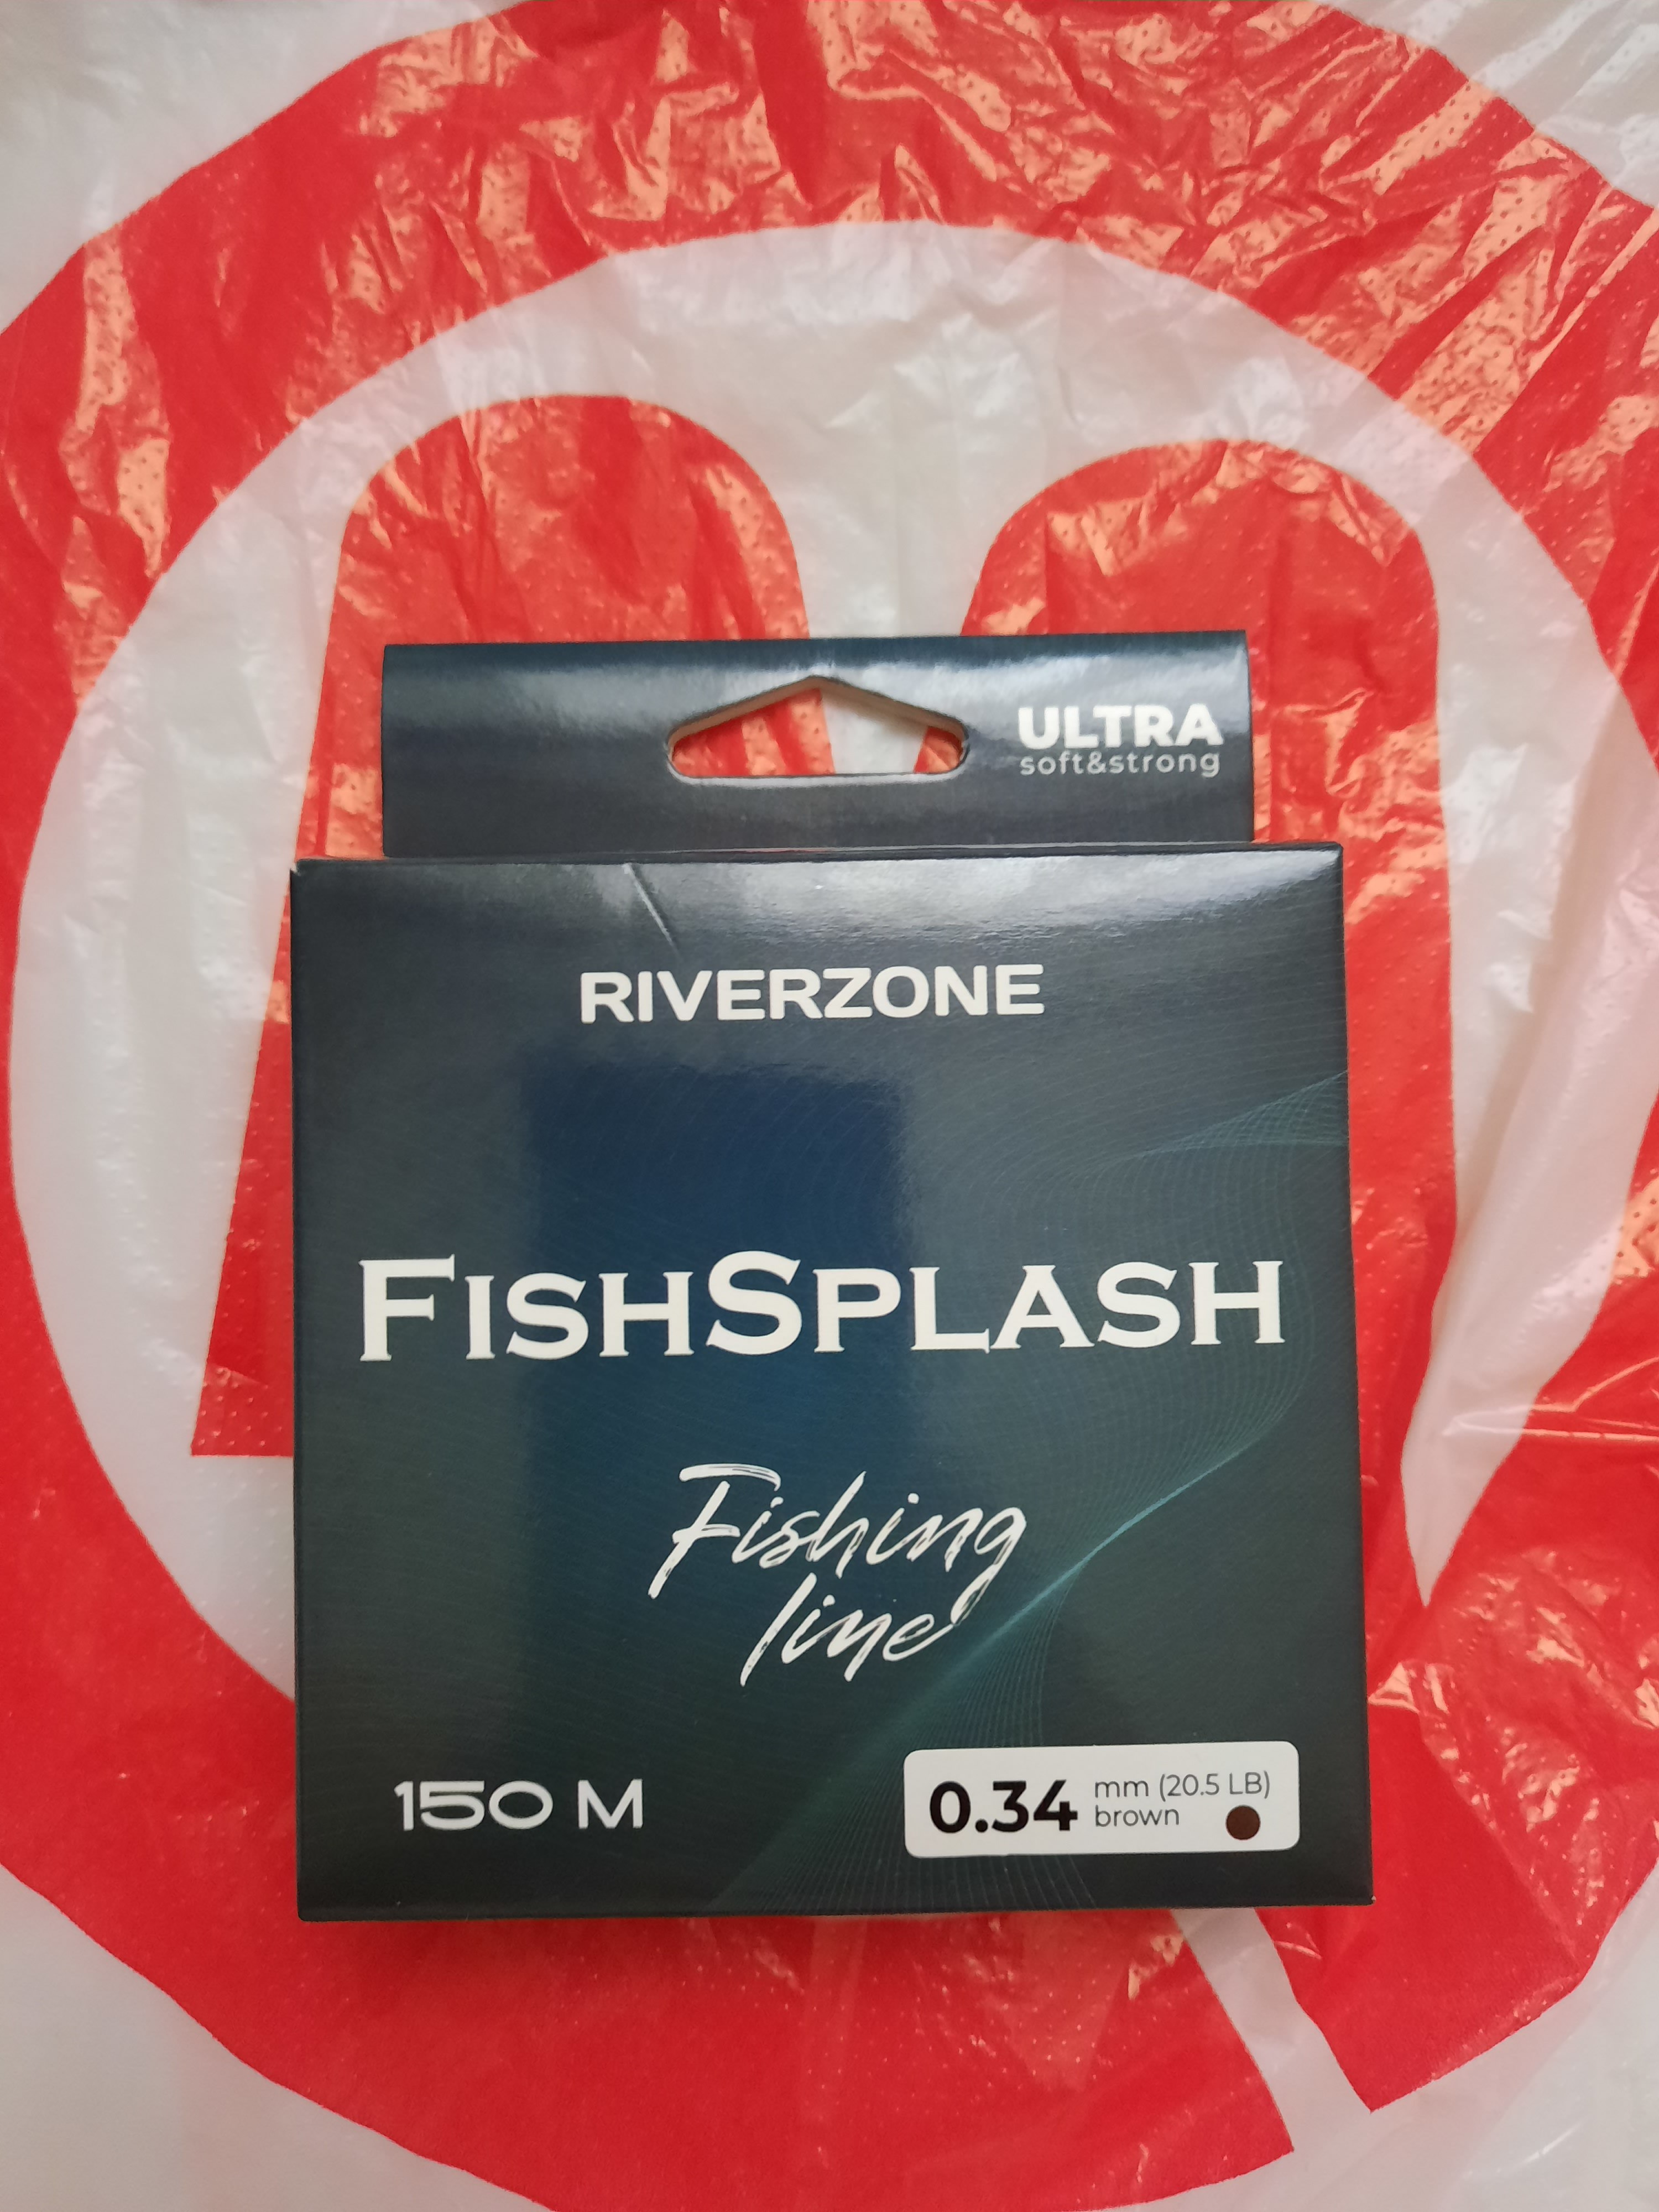 ULTRA
soft&strong
RIVERZONE
FISHSPLASH
Fishing
line
150 M
0.34 mm (20.5 LB)
brown